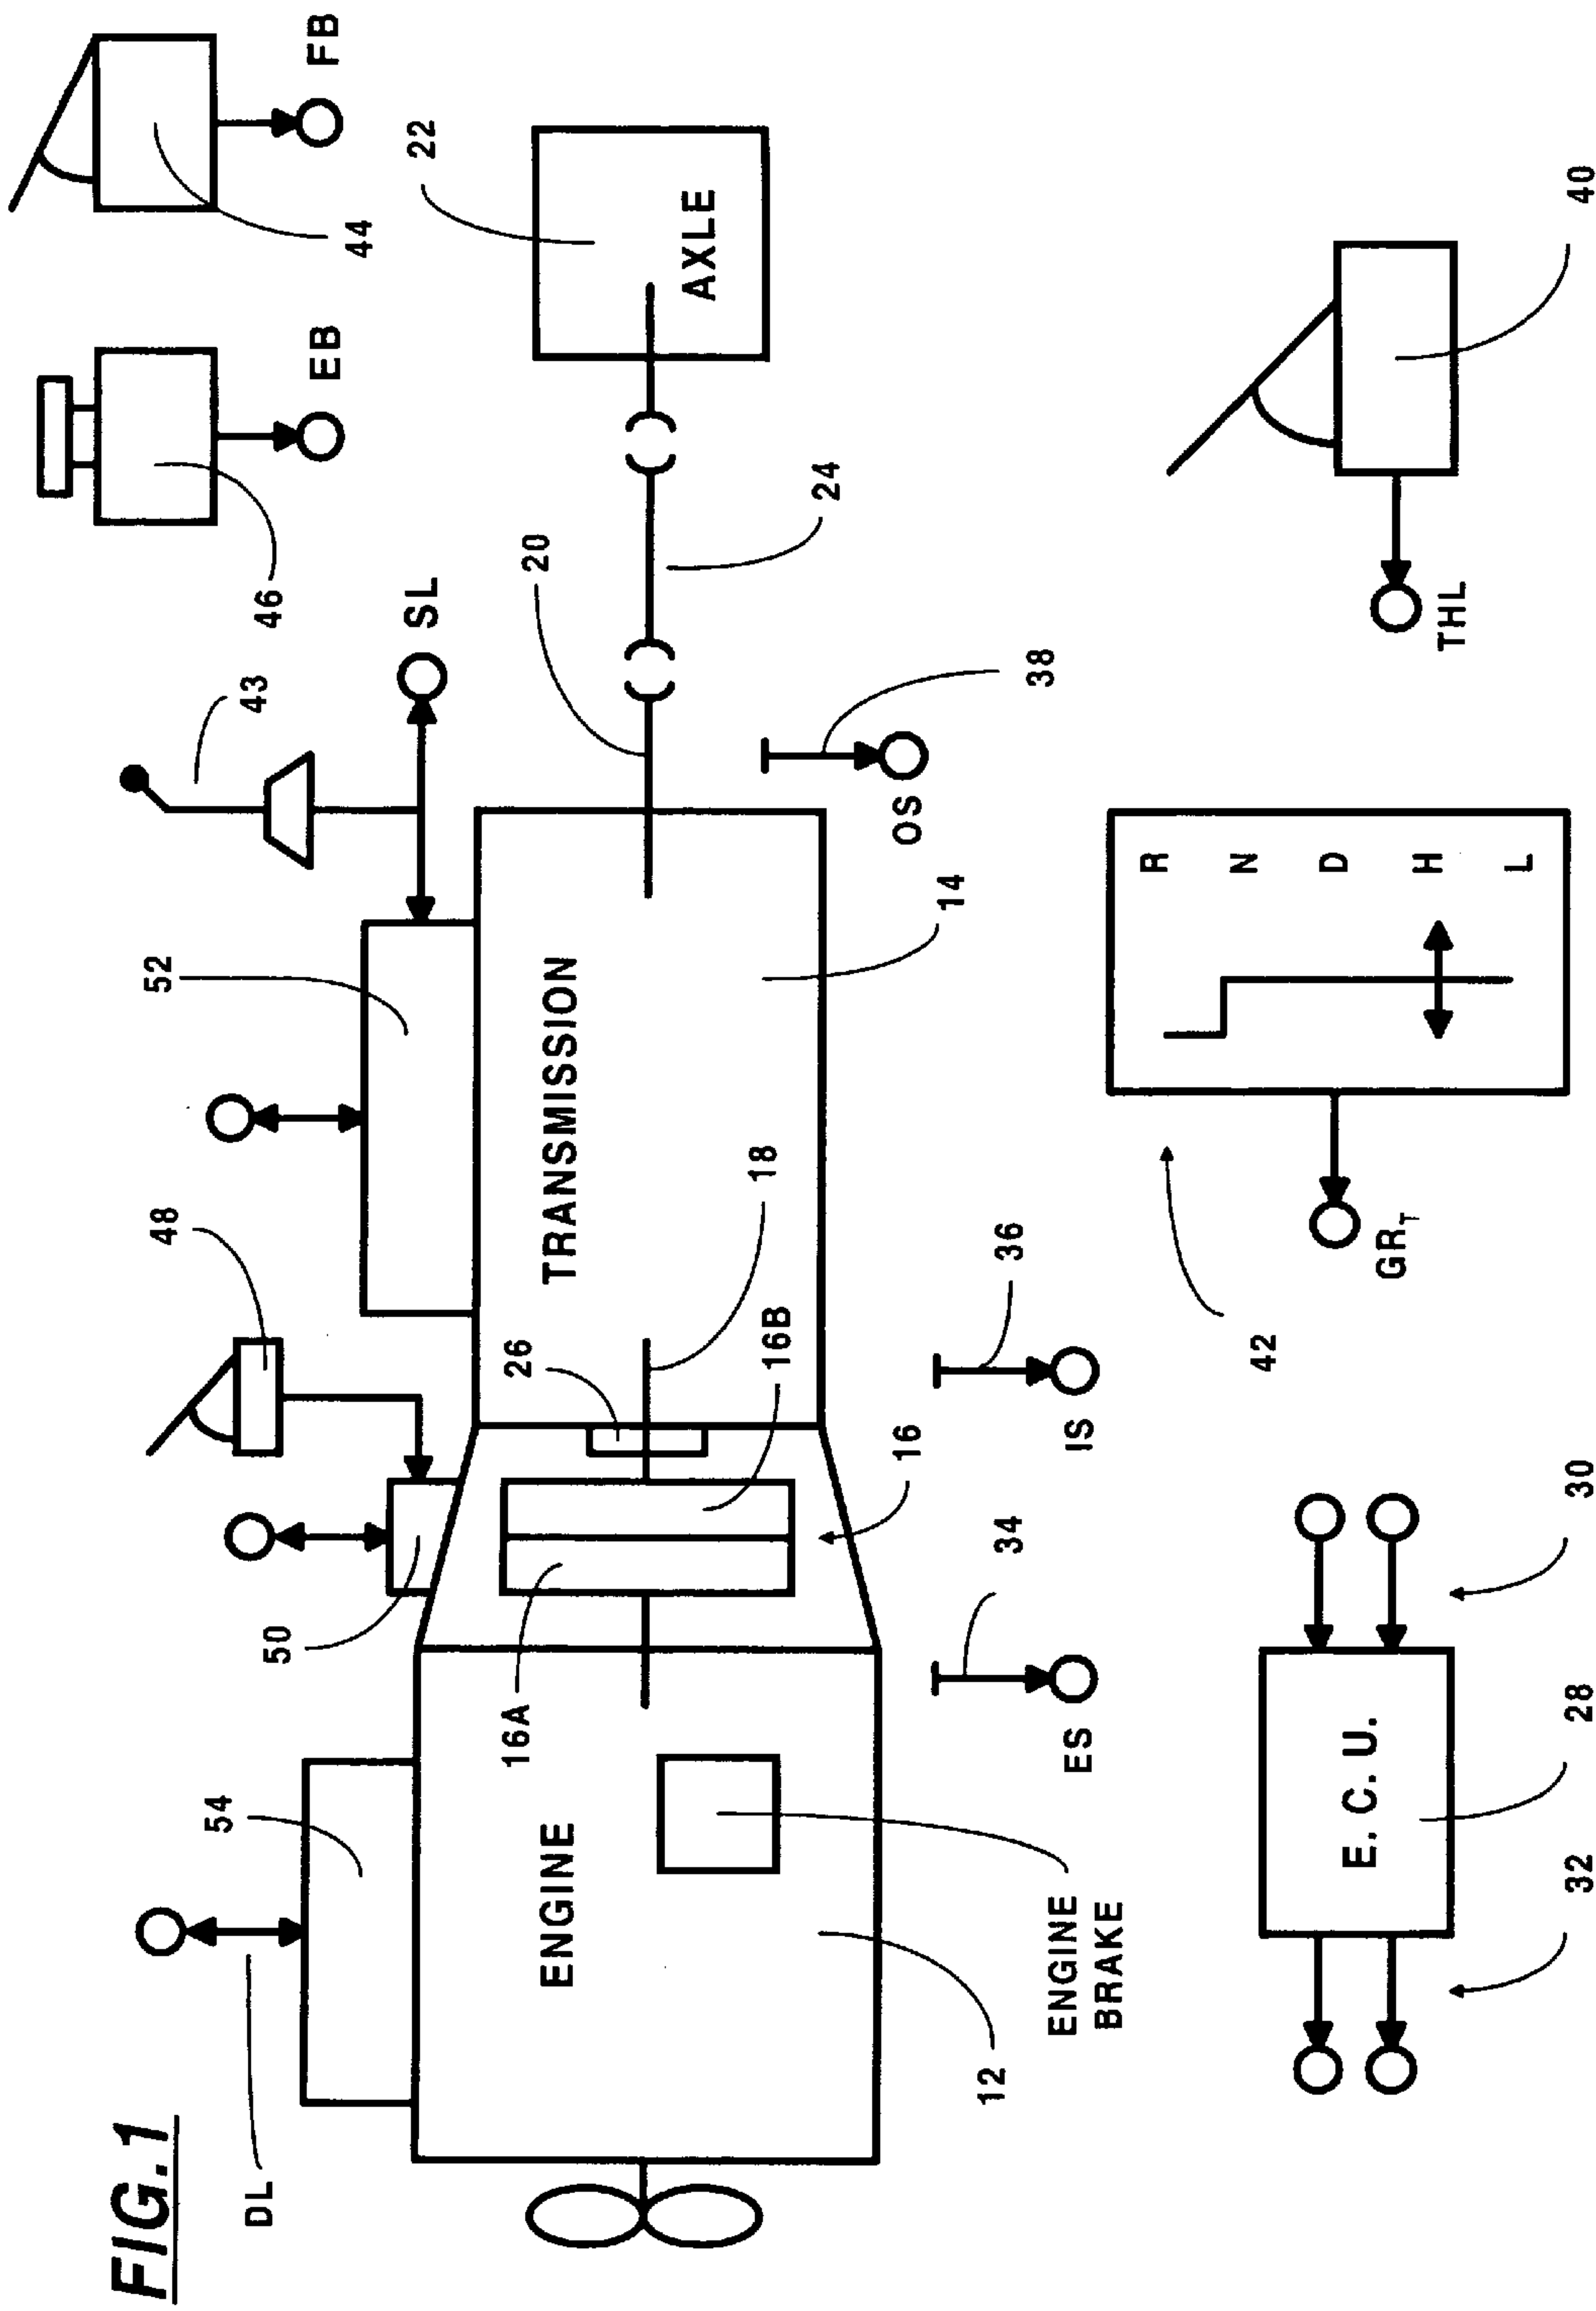 FIG.1
DL
54
50
48
52
43
46
EB
44
FB
SL
ENGINE
16A
26
TRANSMISSION
20
22
AXLE
18
16B
24
12
ENGINE
BRAKE
ES
34
16
IS
36
14
OS
38
32
E. C. U.
28
30
42
GRT
R
N
D
H
L
THL
40